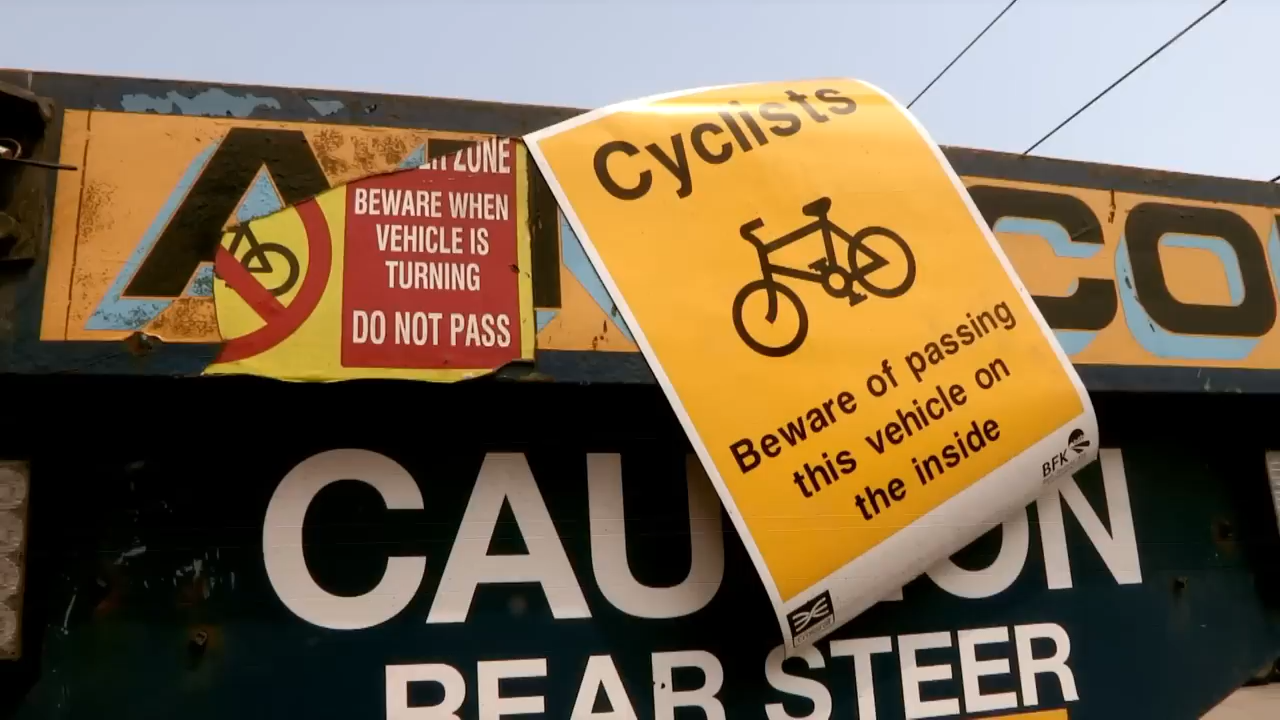 ZONE
BEWARE WHEN
VEHICLE IS
TURNING
DO NOT PASS
Cyclists
Beware of passing
this vehicle on
the inside
BFK
CO
CAU ON
REAR STEER